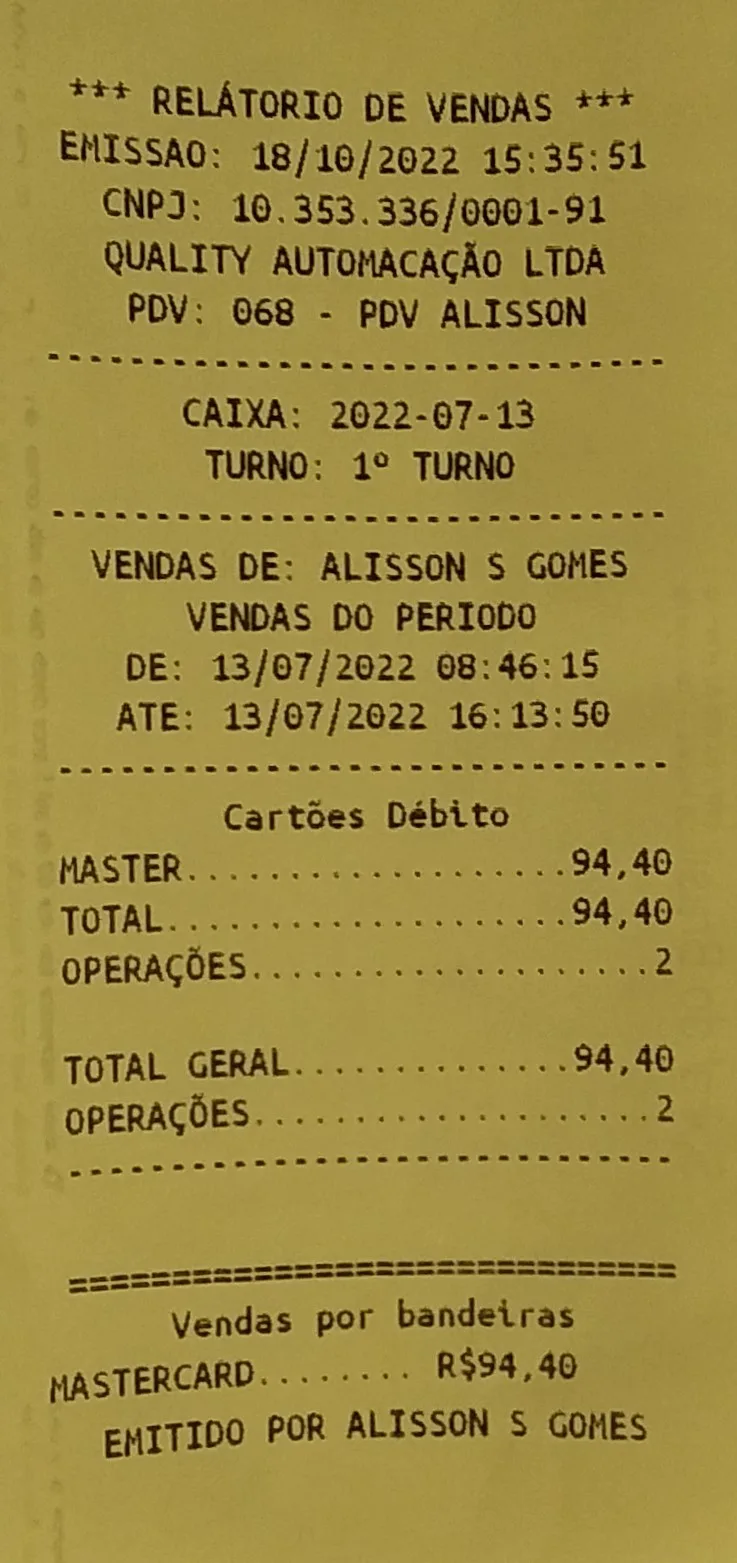 *** RELÁTORIO DE VENDAS ***
EMISSAO: 18/10/2022 15:35:51
CNPJ: 10.353.336/0001-91
QUALITY AUTOMACAÇÃO LTDA
PDV: 068 - PDV ALISSON
------------------------------
CAIXA: 2022-07-13
TURNO: 1º TURNO
------------------------------
VENDAS DE: ALISSON S GOMES
VENDAS DO PERIODO
DE: 13/07/2022 08:46:15
ATE: 13/07/2022 16:13:50
------------------------------
Cartões Débito
MASTER...................94,40
TOTAL....................94,40
OPERAÇÕES....................2
TOTAL GERAL..............94,40
OPERAÇÕES....................2
------------------------------
==============================
Vendas por bandeiras
MASTERCARD........ R$94,40
EMITIDO POR ALISSON S GOMES